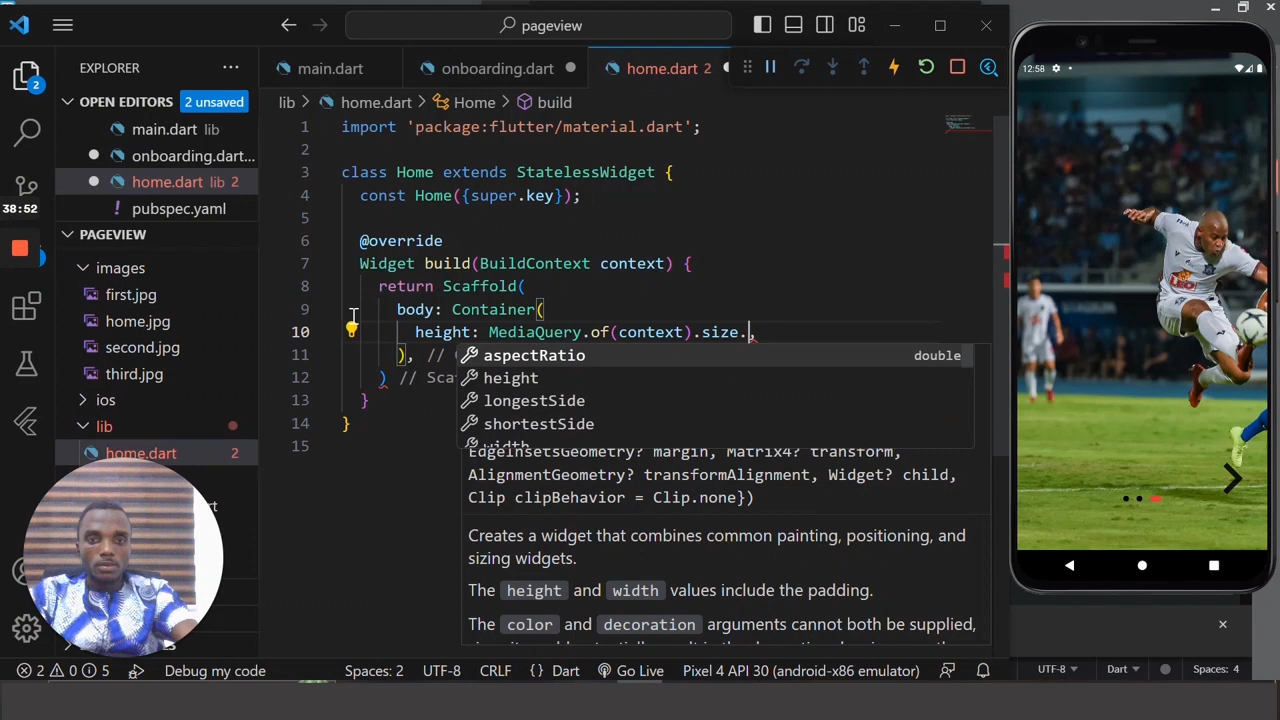 pageview
EXPLORER
OPEN EDITORS 2 unsaved
main.dart lib
onboarding.dart...
home.dart lib 2
pubspec.yaml
38:52
PAGEVIEW
images
first.jpg
home.jpg
second.jpg
third.jpg
ios
lib
home.dart 2
2
main.dart
onboarding.dart
home.dart 2
lib > home.dart > Home > build
1 import 'package:flutter/material.dart';
2
3 class Home extends StatelessWidget {
4 const Home({super.key});
5
6 @override
7 Widget build(BuildContext context) {
8 return Scaffold(
9 body: Container(
10 height: MediaQuery.of(context).size.,
11 ), //
12 ) // Sca
13 }
14 }
15
aspectRatio double
height
longestSide
shortestSide
width
EdgeInsetsGeometry? margin, Matrix4? transform,
AlignmentGeometry? transformAlignment, Widget? child,
Clip clipBehavior = Clip.none})
Creates a widget that combines common painting, positioning, and
sizing widgets.
The height and width values include the padding.
The color and decoration arguments cannot both be supplied,
2 0 5 Debug my code Spaces: 2 UTF-8 CRLF {} Dart Go Live Pixel 4 API 30 (android-x86 emulator)
12:58
LEO
UTF-8 Dart Spaces: 4